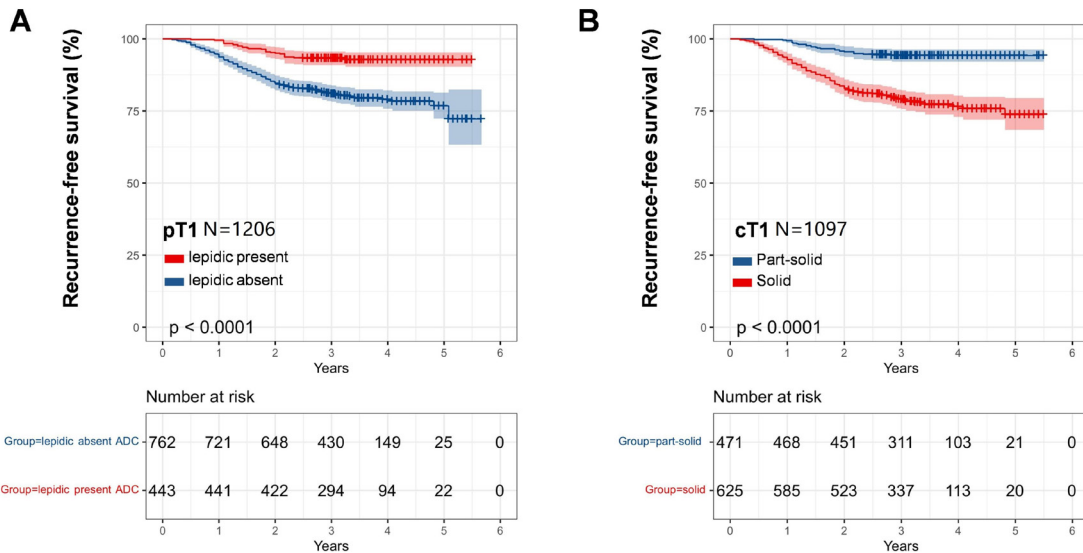 A
Recurrence-free survival (%)
100
75
50
25
0
pT1 N=1206
lepidic present
lepidic absent
p < 0.0001
0 1 2 3 4 5 6
Years
Number at risk
Group=lepidic absent ADC 762 721 648 430 149 25 0
Group=lepidic present ADC 443 441 422 294 94 22 0
0 1 2 3 4 5 6
Years
B
Recurrence-free survival (%)
100
75
50
25
0
cT1 N=1097
Part-solid
Solid
p < 0.0001
0 1 2 3 4 5 6
Years
Number at risk
Group=part-solid 471 468 451 311 103 21 0
Group=solid 625 585 523 337 113 20 0
0 1 2 3 4 5 6
Years